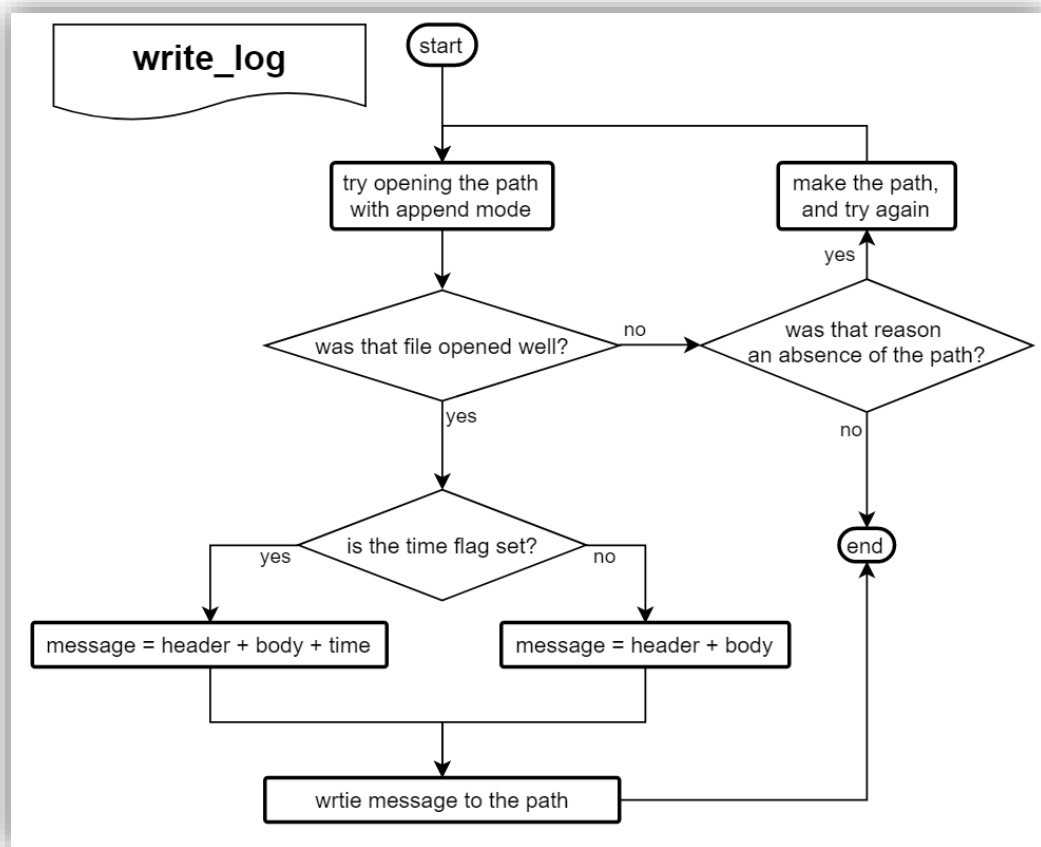 write_log
start
try opening the path
with append mode
make the path,
and try again
yes
was that file opened well?
no
was that reason
an absence of the path?
yes
no
is the time flag set?
yes
no
end
message = header + body + time
message = header + body
wrtie message to the path